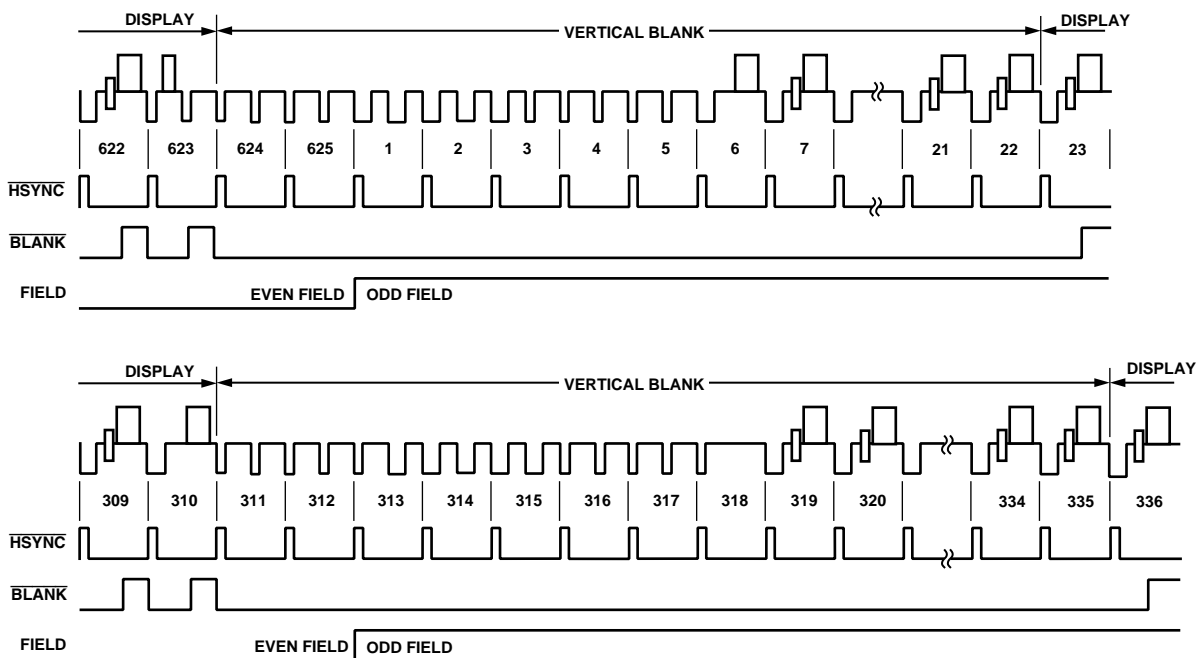 DISPLAY VERTICAL BLANK DISPLAY
622 623 624 625 1 2 3 4 5 6 7 21 22 23
HSYNC
BLANK
FIELD EVEN FIELD ODD FIELD
DISPLAY VERTICAL BLANK DISPLAY
309 310 311 312 313 314 315 316 317 318 319 320 334 335 336
HSYNC
BLANK
FIELD EVEN FIELD ODD FIELD